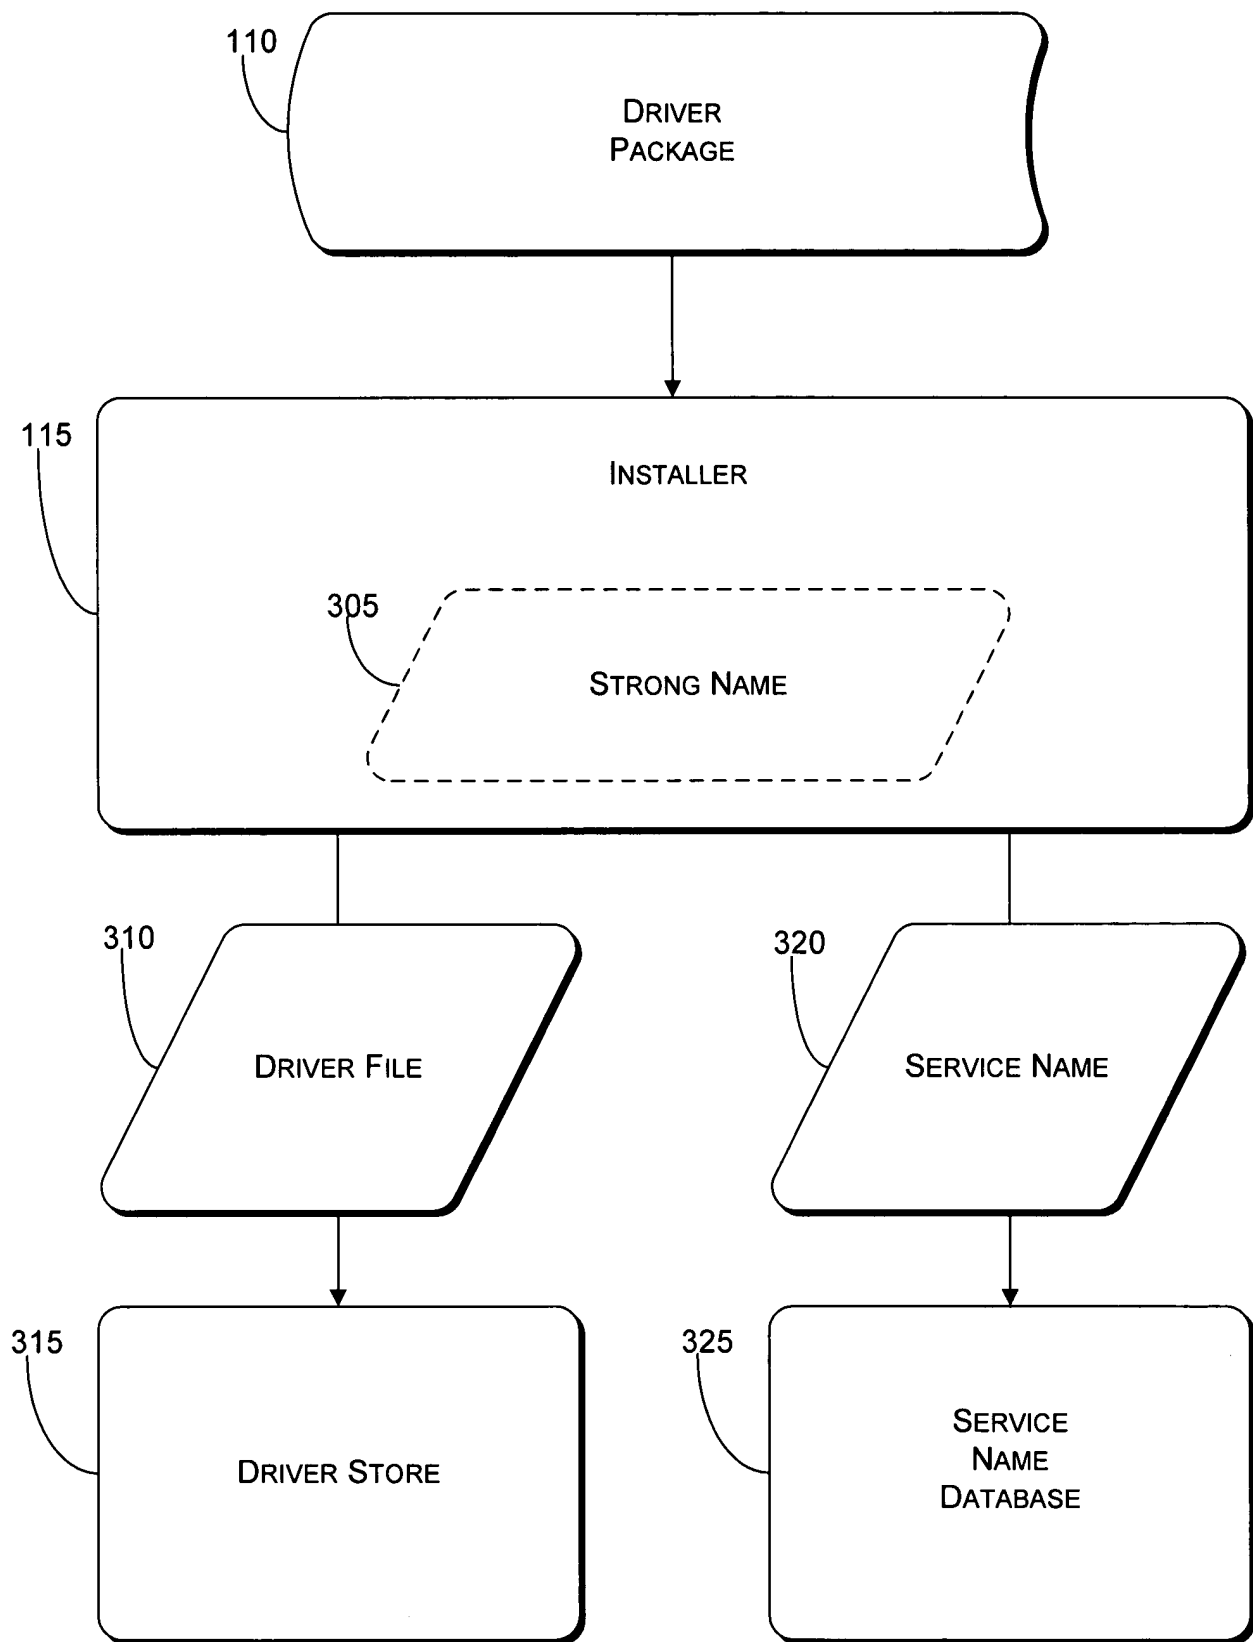 110
DRIVER
PACKAGE
115
INSTALLER
305
STRONG NAME
310
DRIVER FILE
320
SERVICE NAME
315
DRIVER STORE
325
SERVICE
NAME
DATABASE